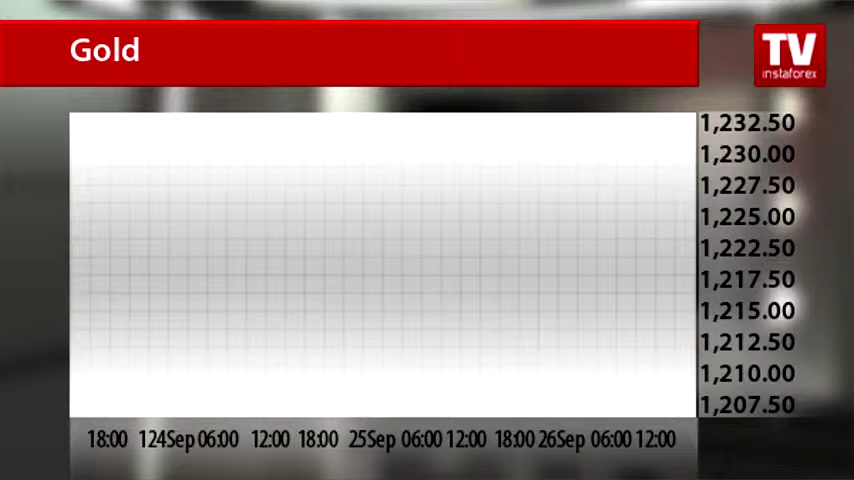 Gold
TV
instaforex
1,232.50
1,230.00
1,227.50
1,225.00
1,222.50
1,217.50
1,215.00
1,212.50
1,210.00
1,207.50
18:00 124Sep 06:00 12:00 18:00 25Sep 06:00 12:00 18:00 26Sep 06:00 12:00